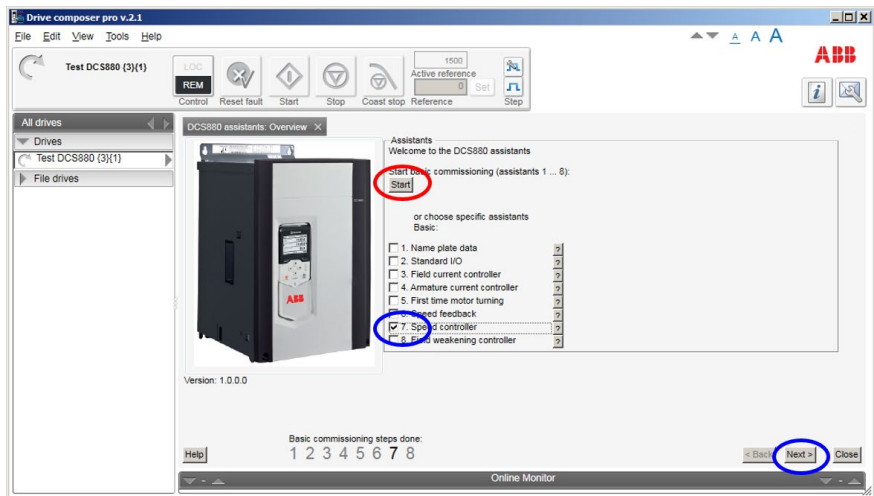 Drive composer pro v.2.1
File Edit View Tools Help
A A A
ABB
Test DCS880 {3}{1}
LOC
REM
Control Reset fault Start Stop Coast stop Reference Step
1500
Active reference
0 Set
i
All drives
Drives
Test DCS880 {3}{1}
File drives
DCS880 assistants: Overview
ABB
Version: 1.0.0.0
Assistants
Welcome to the DCS880 assistants
Start basic commissioning (assistants 1 ... 8):
Start
or choose specific assistants
Basic:
1. Name plate data ?
2. Standard I/O ?
3. Field current controller ?
4. Armature current controller ?
5. First time motor turning ?
6. Speed feedback ?
7. Speed controller ?
8. Field weakening controller ?
Basic commissioning steps done:
Help 1 2 3 4 5 6 7 8 < Back Next > Close
Online Monitor